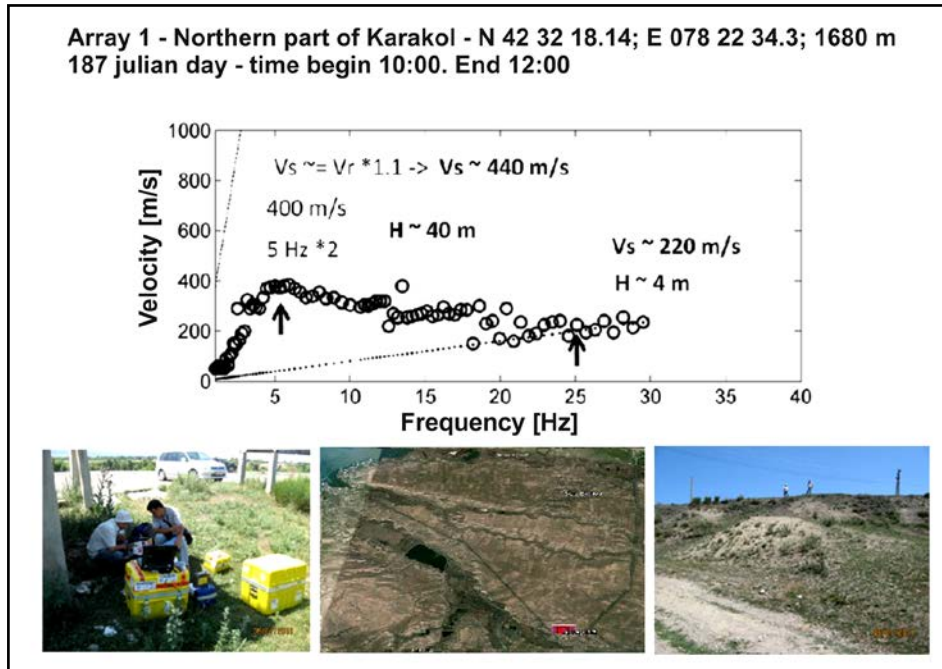 Array 1 - Northern part of Karakol - N 42 32 18.14; E 078 22 34.3; 1680 m
187 julian day - time begin 10:00. End 12:00
Velocity [m/s]
1000
800
600
400
200
0
Vs ~= Vr *1.1 -> Vs ~ 440 m/s
400 m/s
5 Hz *2
H ~ 40 m
Vs ~ 220 m/s
H ~ 4 m
5
10
15
20
25
30
35
40
Frequency [Hz]